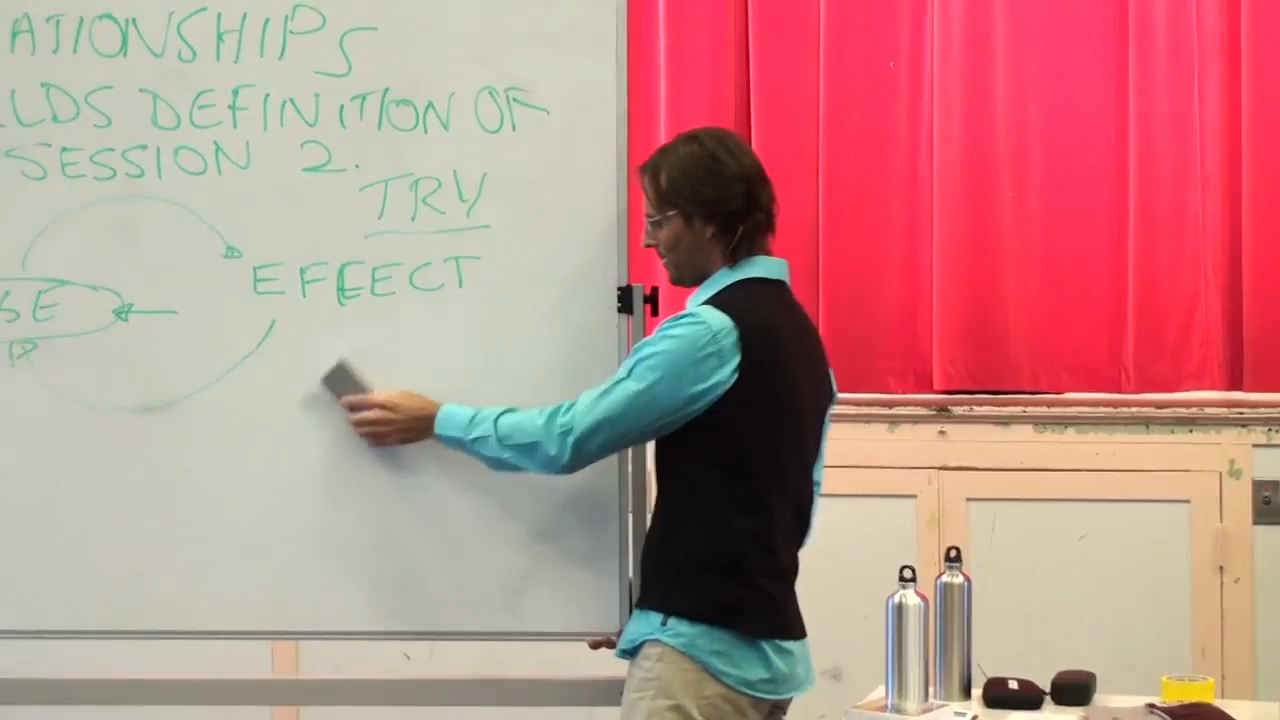 ATIONSHIPS
LDS DEFINITION OF
SESSION 2.
TRY
EFFECT
SE